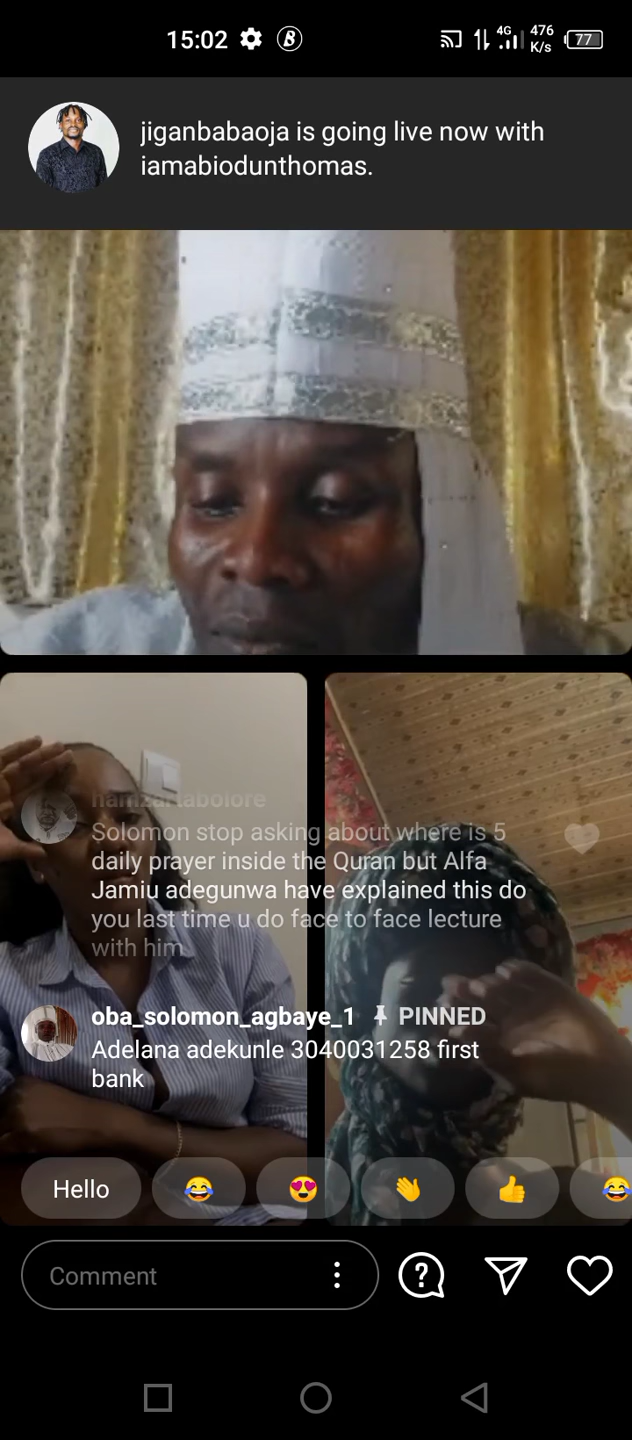 15:02
4G
476
K/s
77
jiganbabaoja is going live now with
iamabiodunthomas.
Solomon stop asking about where is 5
daily prayer inside the Quran but Alfa
Jamiu adegunwa have explained this do
you last time u do face to face lecture
with him
oba_solomon_agbaye_1 PINNED
Adelana adekunle 3040031258 first
bank
Hello
Comment